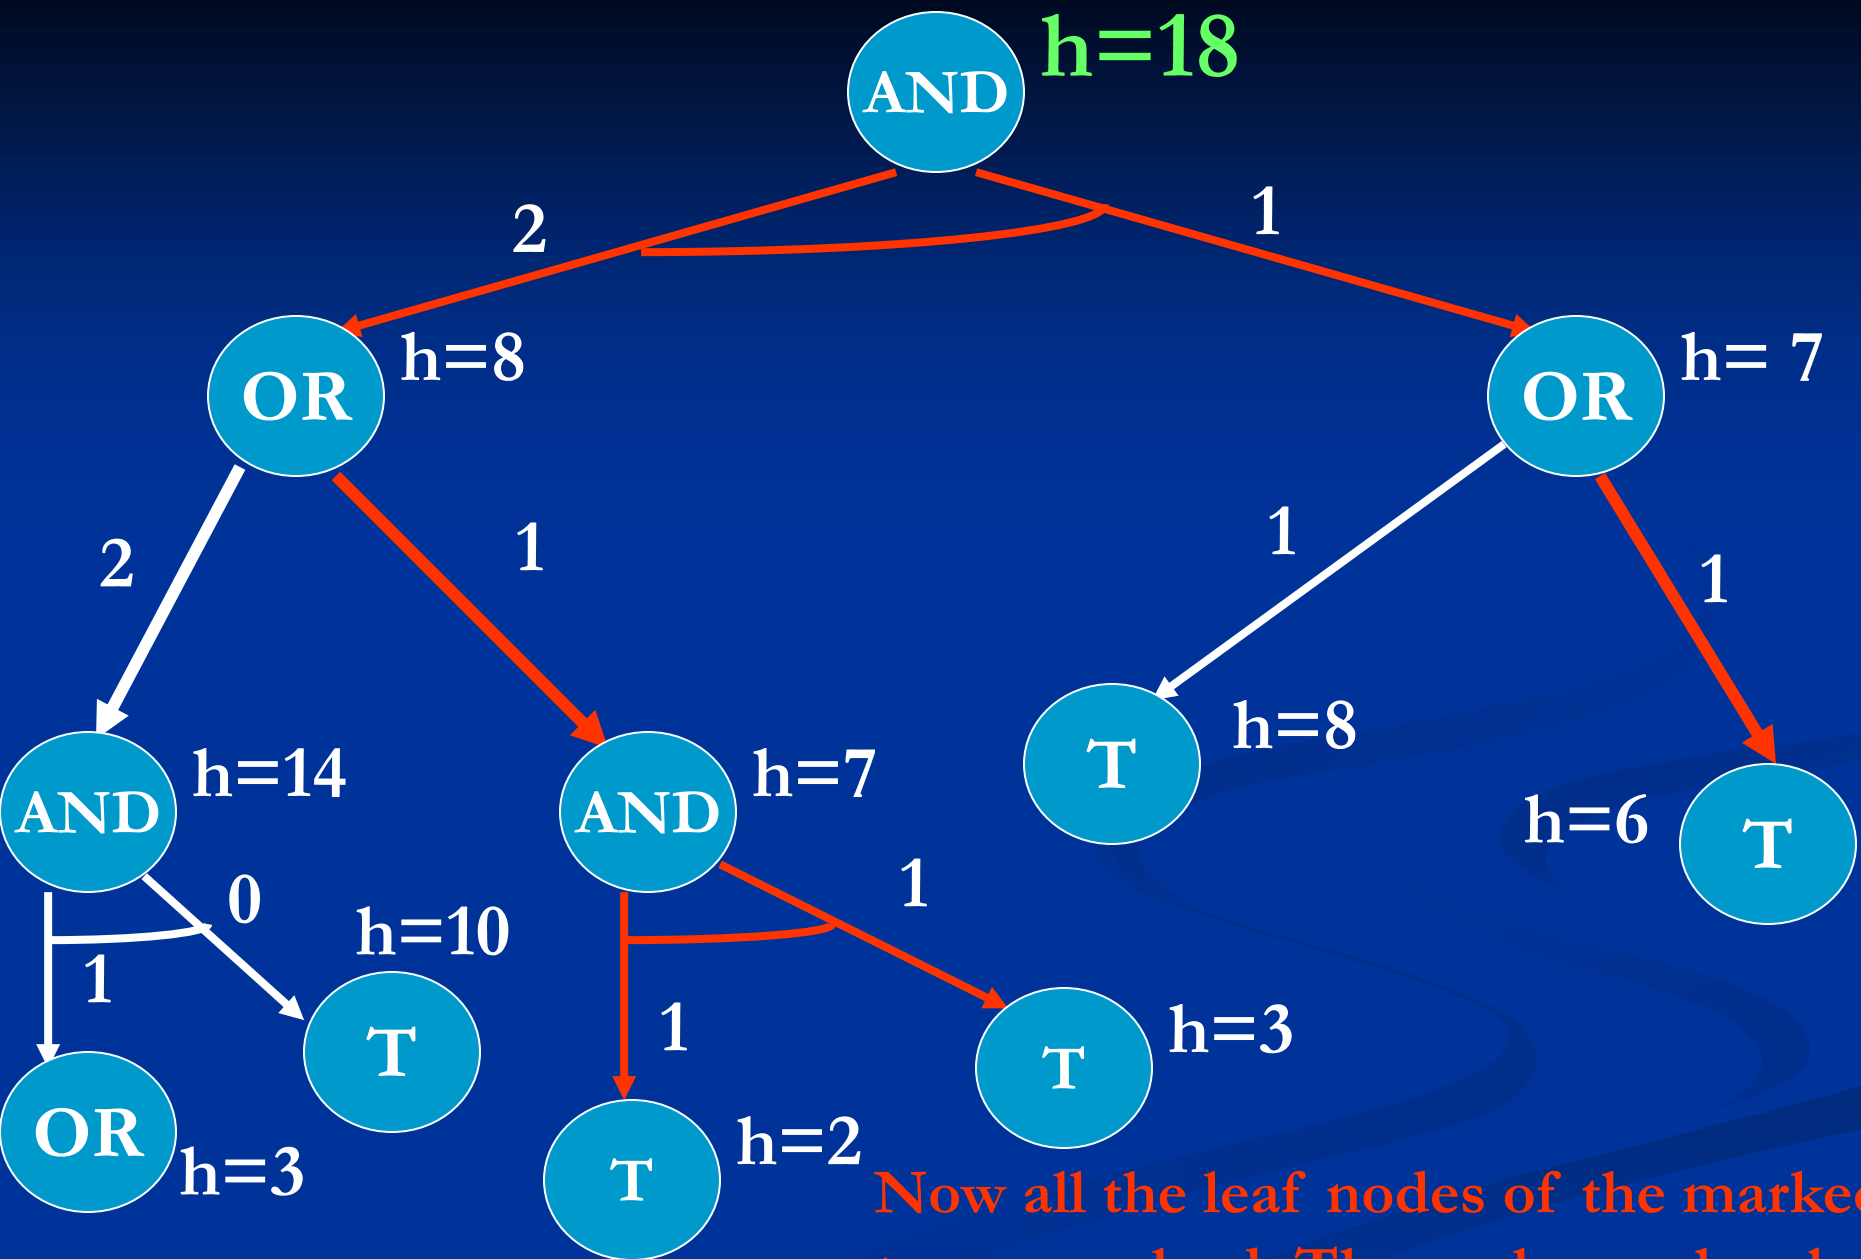 AND
h=18
2
1
OR
h=8
OR
h= 7
2
1
1
1
AND
h=14
AND
h=7
T
h=8
h=6
T
0
h=10
1
1
T
1
T
h=3
OR
h=3
T
h=2
Now all the leaf nodes of the marke